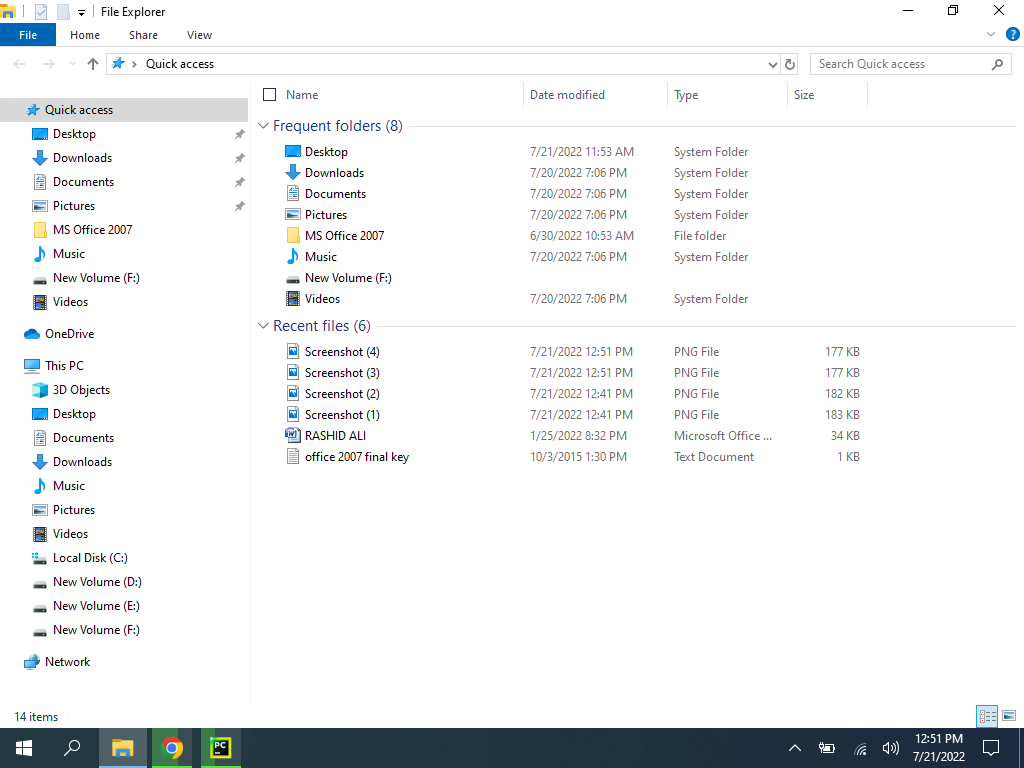 File Explorer
File Home Share View
Quick access Search Quick access
Name Date modified Type Size
Quick access
Desktop
Downloads
Documents
Pictures
MS Office 2007
Music
New Volume (F:)
Videos
OneDrive
This PC
3D Objects
Desktop
Documents
Downloads
Music
Pictures
Videos
Local Disk (C:)
New Volume (D:)
New Volume (E:)
New Volume (F:)
Network
Frequent folders (8)
Desktop 7/21/2022 11:53 AM System Folder
Downloads 7/20/2022 7:06 PM System Folder
Documents 7/20/2022 7:06 PM System Folder
Pictures 7/20/2022 7:06 PM System Folder
MS Office 2007 6/30/2022 10:53 AM File folder
Music 7/20/2022 7:06 PM System Folder
New Volume (F:)
Videos 7/20/2022 7:06 PM System Folder
Recent files (6)
Screenshot (4) 7/21/2022 12:51 PM PNG File 177 KB
Screenshot (3) 7/21/2022 12:51 PM PNG File 177 KB
Screenshot (2) 7/21/2022 12:41 PM PNG File 182 KB
Screenshot (1) 7/21/2022 12:41 PM PNG File 183 KB
RASHID ALI 1/25/2022 8:32 PM Microsoft Office ... 34 KB
office 2007 final key 10/3/2015 1:30 PM Text Document 1 KB
14 items
PC
12:51 PM
7/21/2022